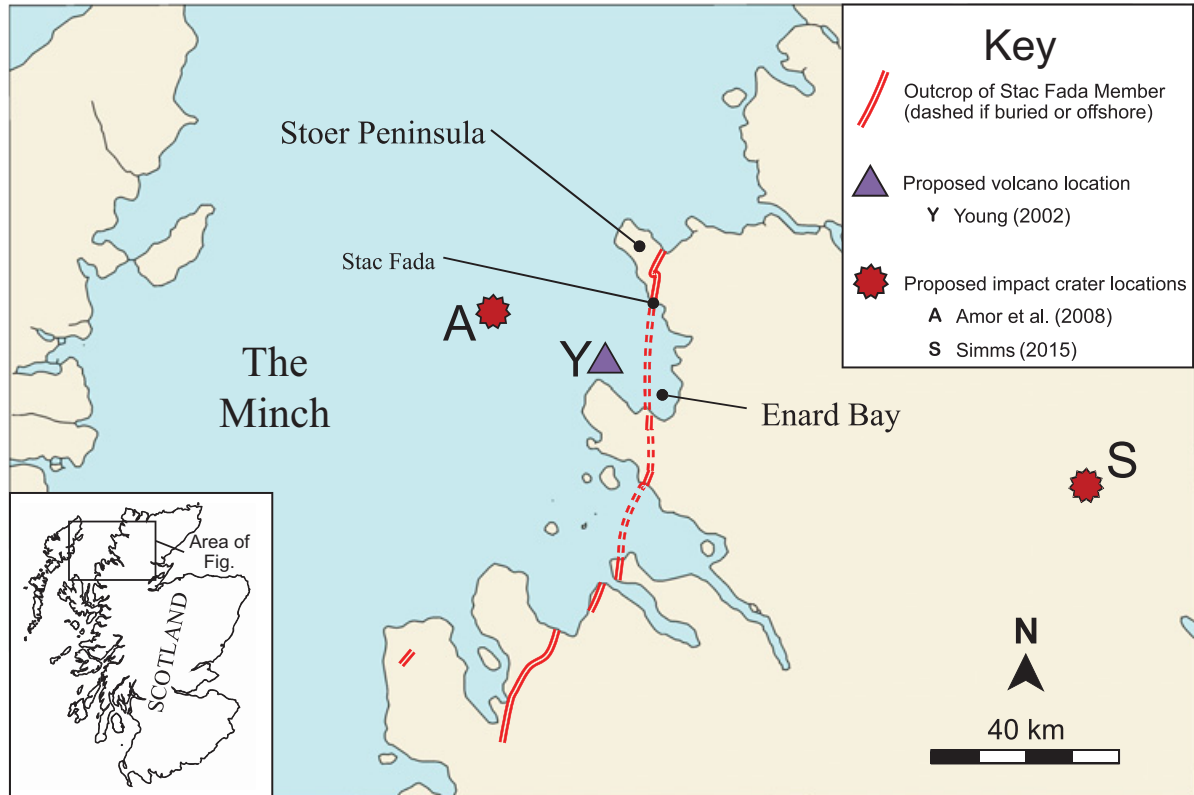 Stoer Peninsula
Stac Fada
A
Y
The
Minch
Enard Bay
S
Key
Outcrop of Stac Fada Member
(dashed if buried or offshore)
Proposed volcano location
Y Young (2002)
Proposed impact crater locations
A Amor et al. (2008)
S Simms (2015)
Area of
Fig.
SCOTLAND
N
40 km